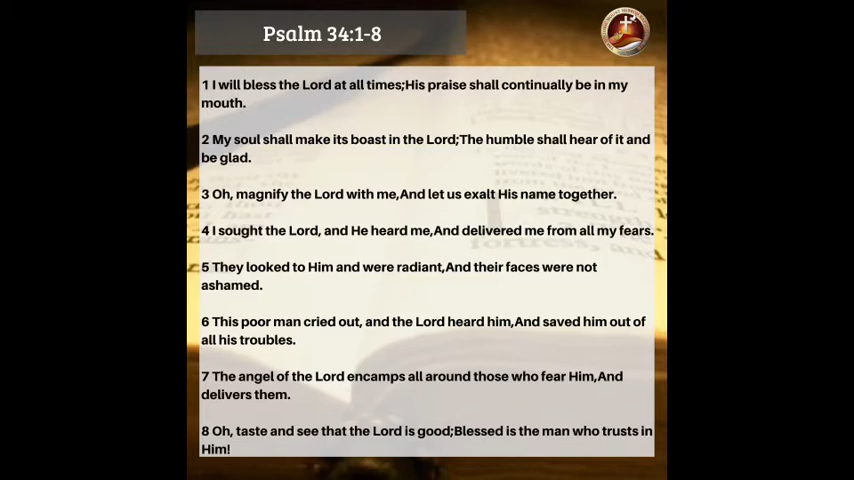 Psalm 34:1-8
1 I will bless the Lord at all times;His praise shall continually be in my
mouth.
2 My soul shall make its boast in the Lord;The humble shall hear of it and
be glad.
3 Oh, magnify the Lord with me,And let us exalt His name together.
4 I sought the Lord, and He heard me,And delivered me from all my fears.
5 They looked to Him and were radiant,And their faces were not
ashamed.
6 This poor man cried out, and the Lord heard him,And saved him out of
all his troubles.
7 The angel of the Lord encamps all around those who fear Him,And
delivers them.
8 Oh, taste and see that the Lord is good;Blessed is the man who trusts in
Him!